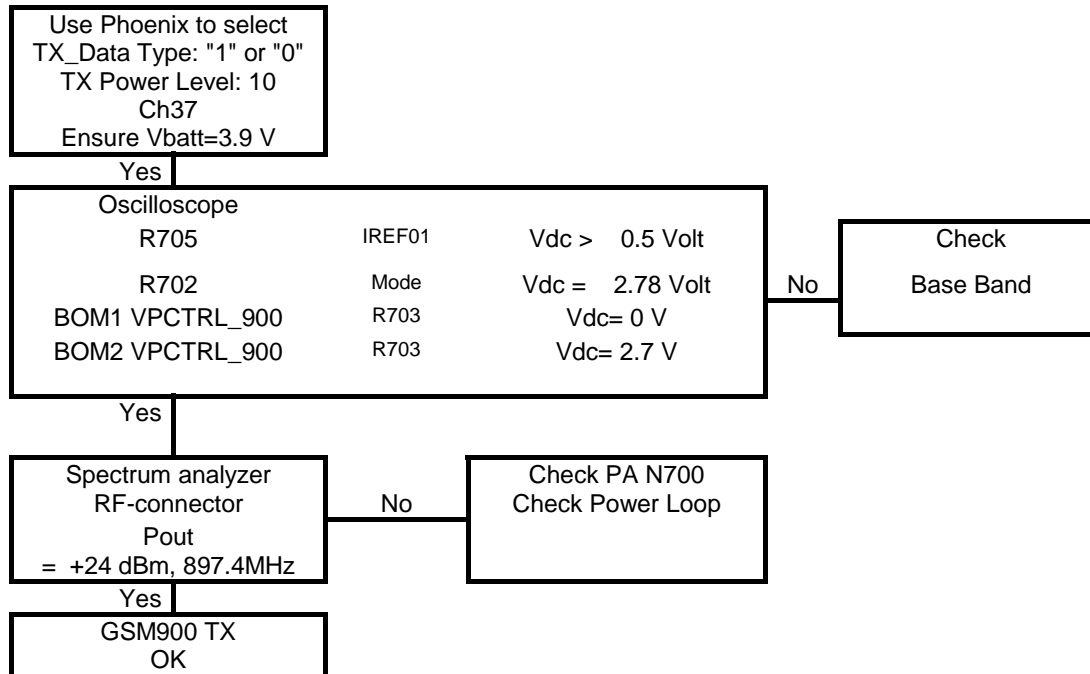 Use Phoenix to select
TX_Data Type: "1" or "0"
TX Power Level: 10
Ch37
Ensure Vbatt=3.9 V
Yes
Oscilloscope
R705 IREF01 Vdc > 0.5 Volt
R702 Mode Vdc = 2.78 Volt
BOM1 VPCTRL_900 R703 Vdc= 0 V
BOM2 VPCTRL_900 R703 Vdc= 2.7 V
No
Check
Base Band
Yes
Spectrum analyzer
RF-connector
Pout
= +24 dBm, 897.4MHz
No
Check PA N700
Check Power Loop
Yes
GSM900 TX
OK